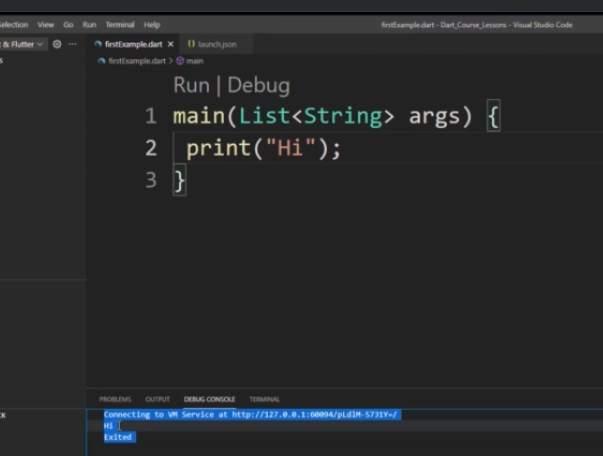 Selection View Go Run Terminal Help
firstExample.dart - Dart_Course_Lessons - Visual Studio Code
& Flutter
firstExample.dart X {} launch.json
firstExample.dart > main
Run | Debug
1 main(List<String> args) {
2 print("Hi");
3 }
PROBLEMS OUTPUT DEBUG CONSOLE TERMINAL
Connecting to VM Service at http://127.0.0.1:60094/pLdlM-S731Y=/
Hi
Exited